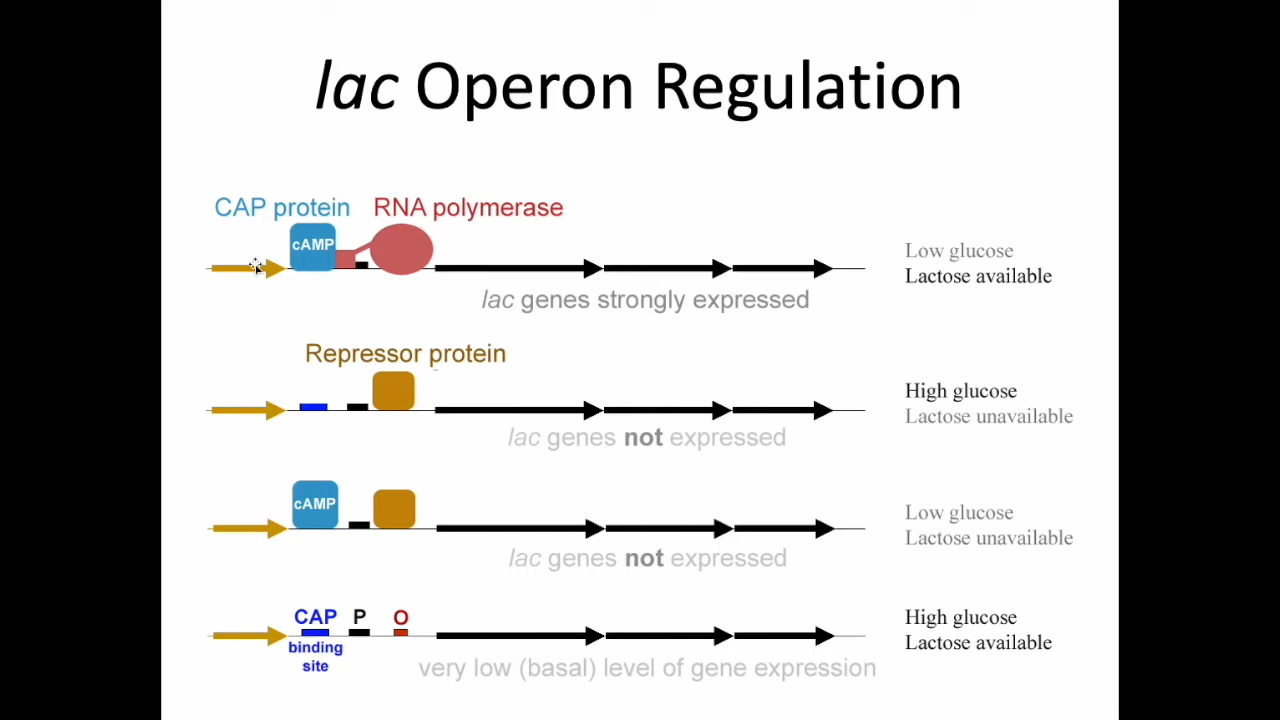 lac Operon Regulation
CAP protein
RNA polymerase
cAMP
Low glucose
Lactose available
lac genes strongly expressed
Repressor protein
High glucose
Lactose unavailable
lac genes not expressed
cAMP
Low glucose
Lactose unavailable
lac genes not expressed
CAP P O
binding
site
High glucose
Lactose available
very low (basal) level of gene expression